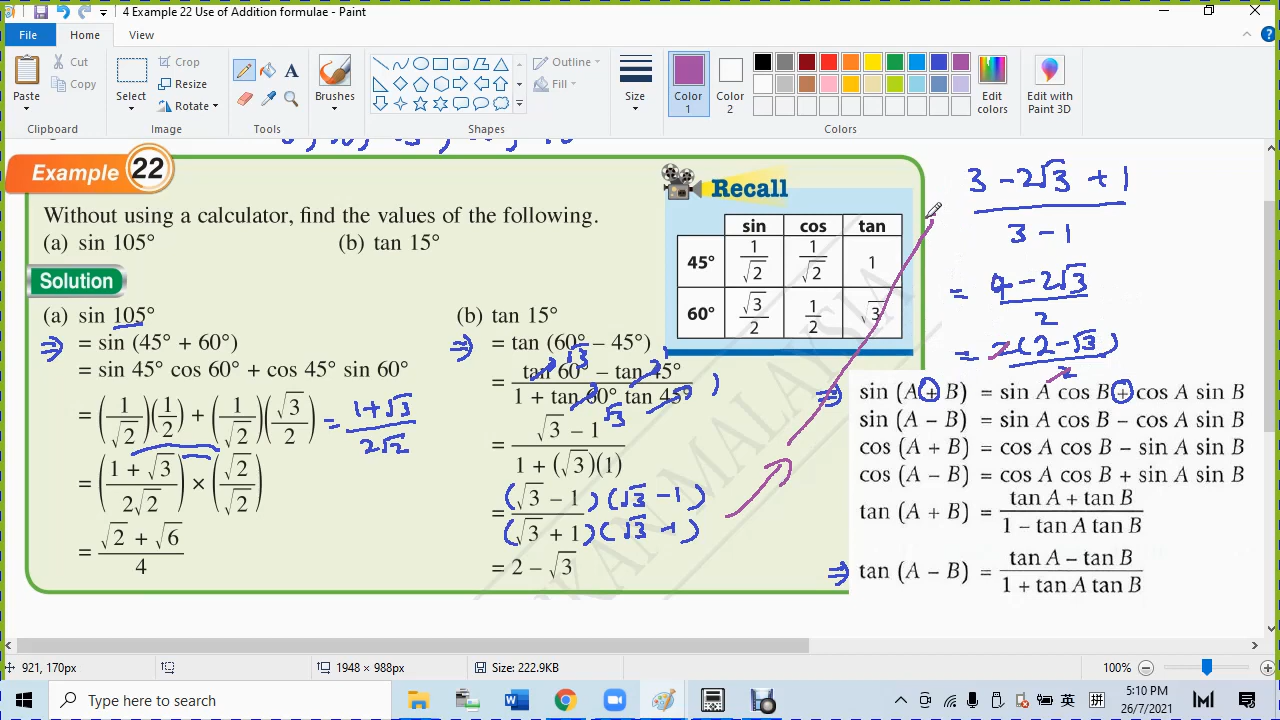 4 Example 22 Use of Addition formulae - Paint
File Home View
Paste Cut Copy Select Crop Resize Rotate Brushes Outline Fill Size Color 1 Color 2 Edit colors Edit with Paint 3D
Clipboard Image Tools Shapes Colors
Example 22
Without using a calculator, find the values of the following.
(a) sin 105° (b) tan 15°
Recall
sin cos tan
45° 1/√2 1/√2 1
60° √3/2 1/2 √3
Solution
(a) sin 105°
⇒ = sin (45° + 60°)
= sin 45° cos 60° + cos 45° sin 60°
= (1/√2)(1/2) + (1/√2)(√3/2) = 1+√3/2√2
= (1 + √3/2√2) × (√2/√2)
= √2 + √6/4
(b) tan 15°
⇒ = tan (60° – 45°)
√3
= tan 60° – tan 45°/1 + tan 60° tan 45° )
√3
= √3 – 1/1 + (√3)(1)
= (√3 – 1)(√3 – 1)/(√3 + 1)(√3 – 1)
= 2 – √3
3 – 2√3 + 1/3 – 1
= 4 – 2√3/2
= 2(2 – √3)/2
⇒ sin (A + B) = sin A cos B + cos A sin B
sin (A – B) = sin A cos B – cos A sin B
cos (A + B) = cos A cos B – sin A sin B
cos (A – B) = cos A cos B + sin A sin B
tan (A + B) = tan A + tan B/1 – tan A tan B
⇒ tan (A – B) = tan A – tan B/1 + tan A tan B
921, 170px 1948 × 988px Size: 222.9KB 100%
Type here to search
英 拼 5:10 PM
26/7/2021